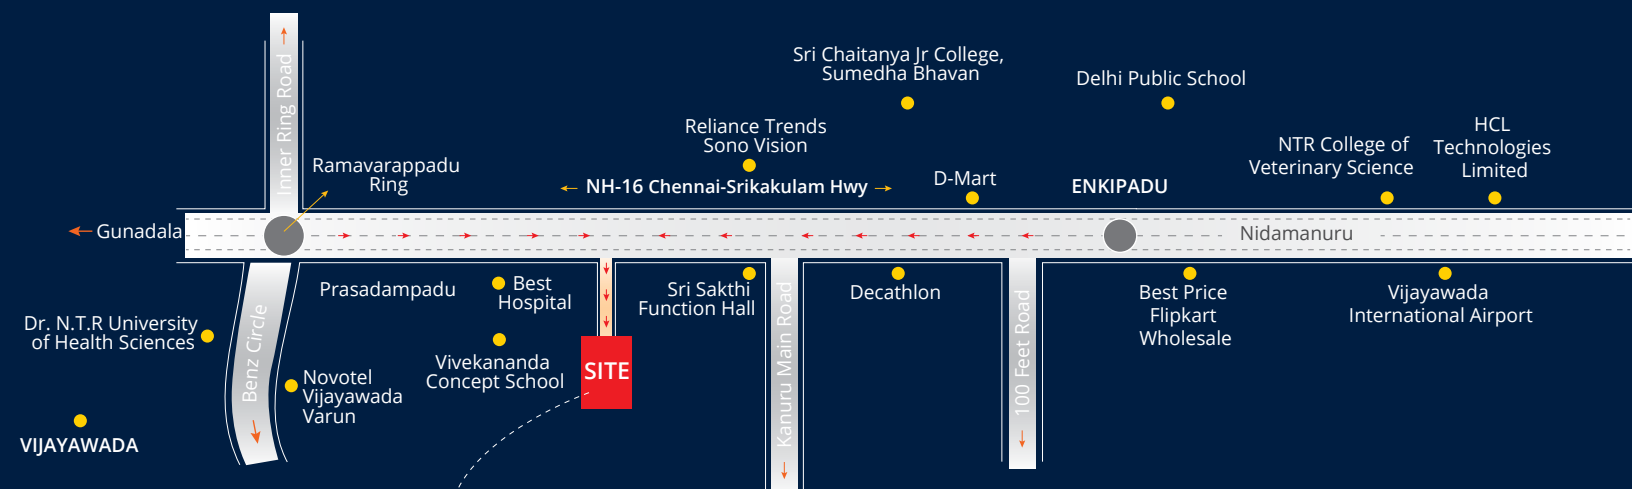 Sri Chaitanya Jr College,
Sumedha Bhavan
Delhi Public School
Inner Ring Road
Reliance Trends
Sono Vision
HCL
Technologies
Limited
NTR College of
Veterinary Science
Ramavarappadu
Ring
NH-16 Chennai-Srikakulam Hwy
D-Mart
ENKIPADU
Gunadala
Nidamanuru
Prasadampadu
Best
Hospital
Sri Sakthi
Function Hall
Decathlon
Best Price
Flipkart
Wholesale
Vijayawada
International Airport
Dr. N.T.R University
of Health Sciences
Benz Circle
Novotel
Vijayawada
Varun
Vivekananda
Concept School
SITE
Kanuru Main Road
100 Feet Road
VIJAYAWADA